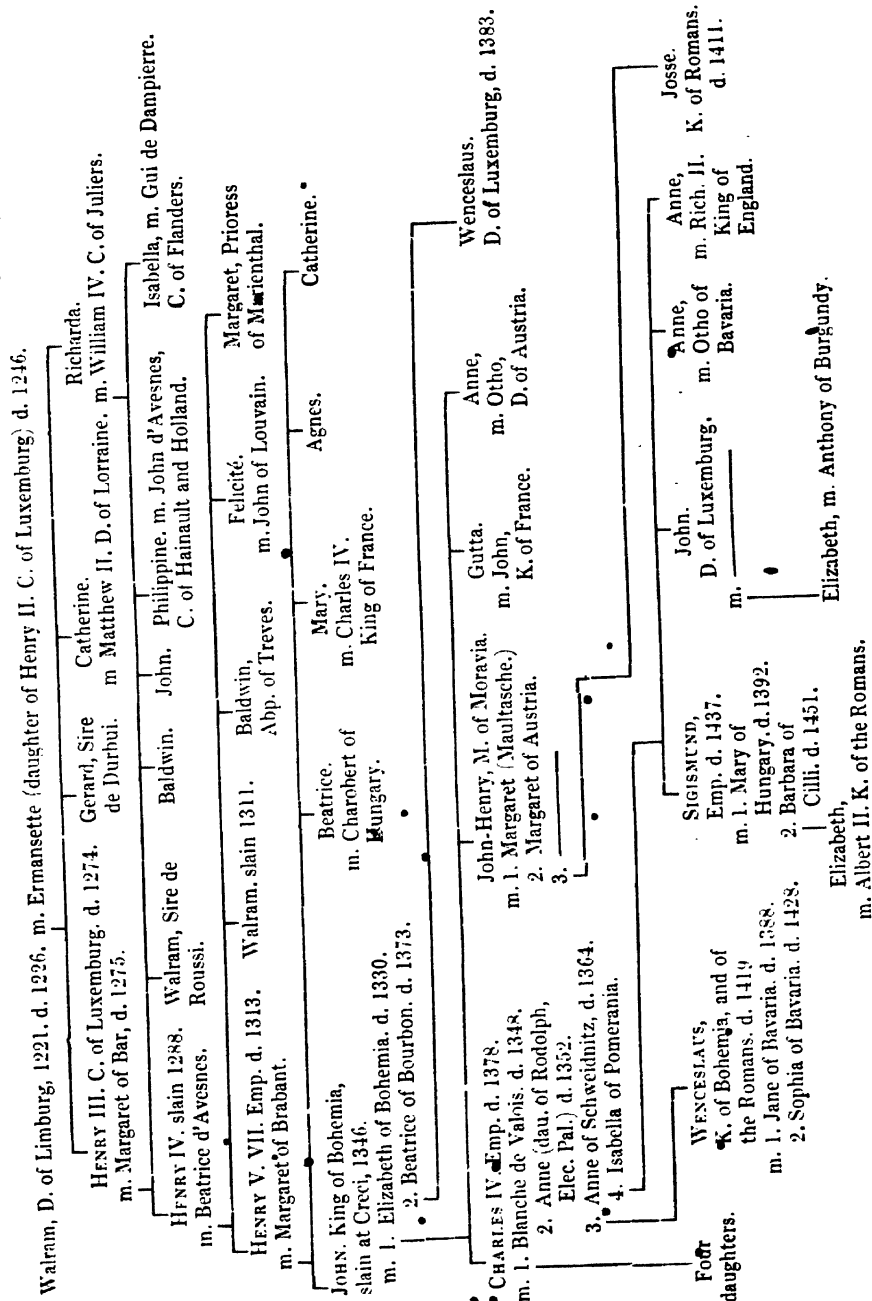 Walram, D. of Limburg, 1221. d. 1226. m. Ermansette (daughter of Henry II. C. of Luxemburg) d. 1246.
HENRY III. C. of Luxemburg. d. 1274.
m. Margaret of Bar, d. 1275.
Gerard, Sire
de Durbui.
Catherine.
m Matthew II. D. of Lorraine.
Richarda.
m. William IV. C. of Juliers.
HENRY IV. slain 1288.
m. Beatrice d'Avesnes.
Walram, Sire de
Roussi.
Baldwin.
John.
Philippine. m. John d'Avesnes,
C. of Hainault and Holland.
Isabella, m. Gui de Dampierre.
C. of Flanders.
HENRY V. VII. Emp. d. 1313.
m. Margaret of Brabant.
Walram. slain 1311.
Baldwin,
Abp. of Treves.
Felicité.
m. John of Louvain.
Margaret, Prioress
of Marienthal.
JOHN. King of Bohemia,
slain at Creci, 1346.
m. 1. Elizabeth of Bohemia. d. 1330.
2. Beatrice of Bourbon. d. 1373.
Beatrice.
m. Charobert of
Hungary.
Mary.
m. Charles IV.
King of France.
Agnes.
Catherine.
CHARLES IV. Emp. d. 1378.
m. 1. Blanche de Valois. d. 1348.
2. Anne (dau. of Rodolph,
Elec. Pal.) d. 1352.
3. Anne of Schweidnitz, d. 1364.
4. Isabella of Pomerania.
John-Henry, M. of Moravia.
m. 1. Margaret (Maultasche.)
2. Margaret of Austria.
3.
Gutta.
m. John,
K. of France.
Anne,
m. Otho,
D. of Austria.
Wenceslaus.
D. of Luxemburg, d. 1383.
Four
daughters.
WENCESLAUS,
K. of Bohemia, and of
the Romans. d. 1419
m. 1. Jane of Bavaria. d. 1388.
2. Sophia of Bavaria. d. 1428.
SIGISMUND,
Emp. d. 1437.
m. 1. Mary of
Hungary. d. 1392.
2. Barbara of
Cilli. d. 1451.
John.
D. of Luxemburg.
m.
Anne,
m. Otho of
Bavaria.
Anne,
m. Rich. II.
King of
England.
Josse.
K. of Romans.
d. 1411.
Elizabeth,
m. Albert II. K. of the Romans.
Elizabeth, m. Anthony of Burgundy.